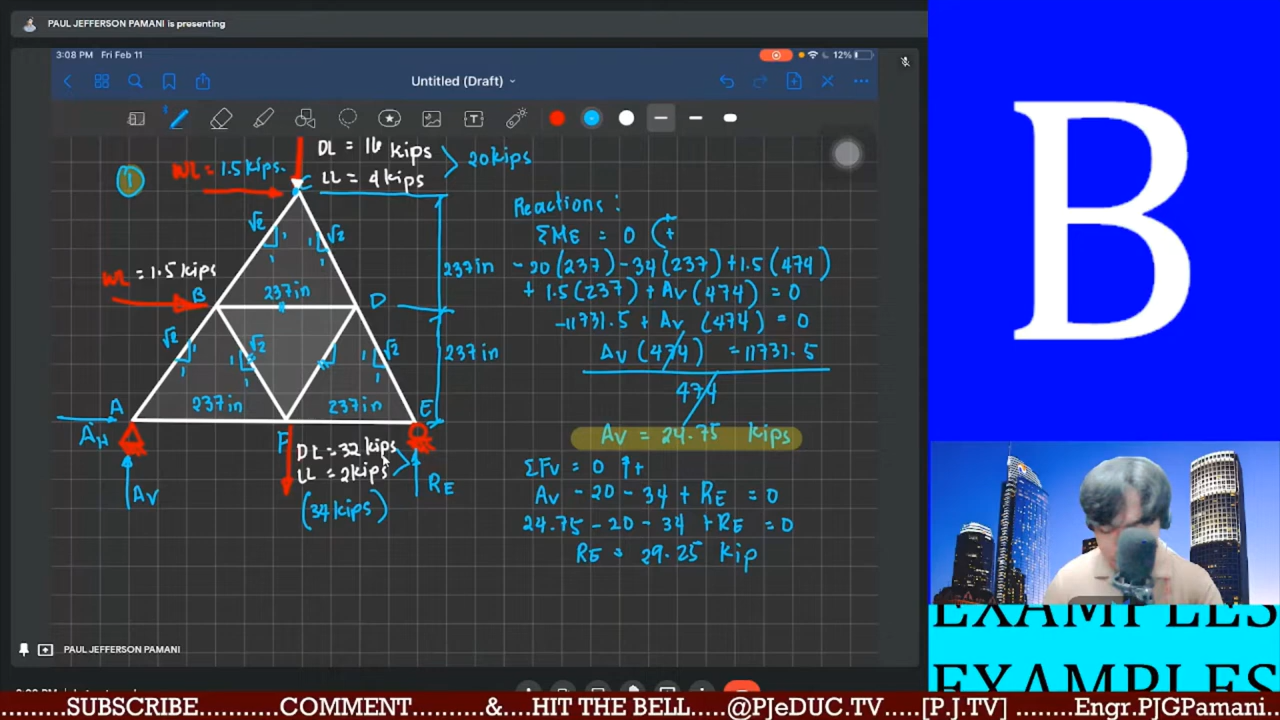 PAUL JEFFERSON PAMANI is presenting
3:08 PM Fri Feb 11
12%
Untitled (Draft)
1
WL = 1.5 kips.
DL = 16 kips
LL = 4 kips
20 kips
C
√2
1
1
√2
1
1
237 in
WL = 1.5 kips
B
237 in
D
√2
1
1
√2
1
1
√2
1
1
237 in
A
237 in
237 in
E
AH
F
DL = 32 kips
LL = 2 kips
(34 kips)
AV
RE
Reactions :
ΣME = 0 (+
- 20 (237) - 34 (237) + 1.5 (474)
+ 1.5 (237) + Av (474) = 0
-11731.5 + Av (474) = 0
Av (474) = 11731.5
474
Av = 24.75 kips
ΣFv = 0 ↑+
Av - 20 - 34 + RE = 0
24.75 - 20 - 34 + RE = 0
RE = 29.25 kip
PAUL JEFFERSON PAMANI
B
EXAMPLES
EXAMPLES
.........SUBSCRIBE.............COMMENT............&....HIT THE BELL.....@PJeDUC.TV.....[P.J.TV].....Engr.PJGPamani..